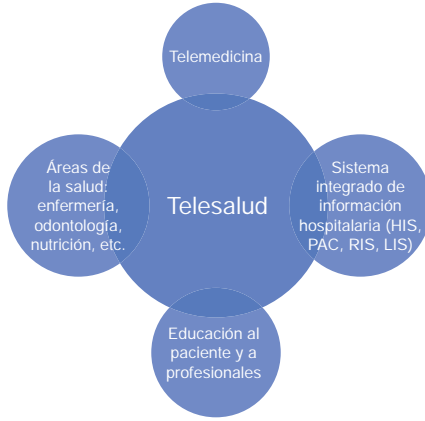 Telemedicina
Áreas de
la salud:
enfermería,
odontología,
nutrición, etc.
Telesalud
Sistema
integrado de
información
hospitalaria (HIS,
PAC, RIS, LIS)
Educación al
paciente y a
profesionales